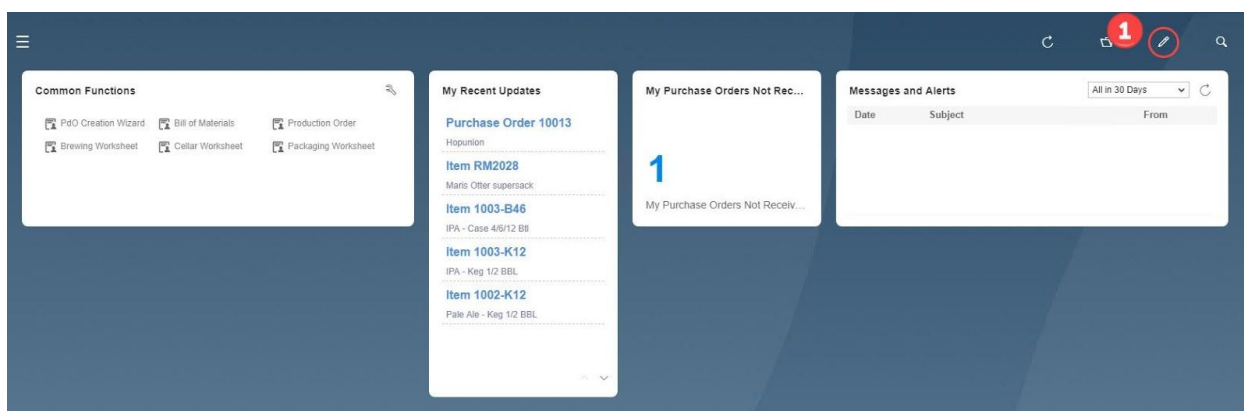 1
Common Functions
PdO Creation Wizard
Bill of Materials
Production Order
Brewing Worksheet
Cellar Worksheet
Packaging Worksheet
My Recent Updates
Purchase Order 10013
Hopunion
Item RM2028
Maris Otter supersack
Item 1003-B46
IPA - Case 4/6/12 Btl
Item 1003-K12
IPA - Keg 1/2 BBL
Item 1002-K12
Pale Ale - Keg 1/2 BBL
My Purchase Orders Not Rec...
1
My Purchase Orders Not Receiv...
Messages and Alerts
All in 30 Days
Date Subject From